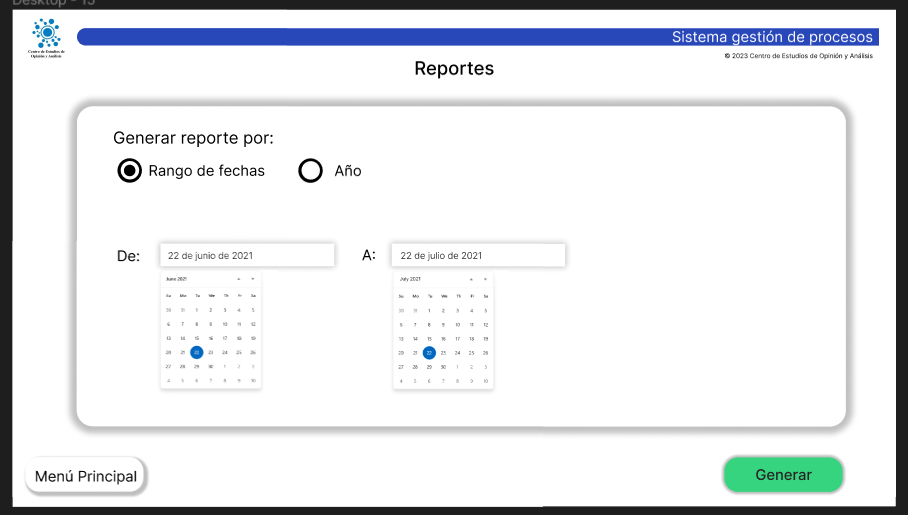 Desktop - 15
Centro de Estudios de
Opinión y Análisis
Sistema gestión de procesos
© 2023 Centro de Estudios de Opinión y Análisis
Reportes
Generar reporte por:
Rango de fechas
Año
De:
22 de junio de 2021
A:
22 de julio de 2021
June 2021
Su Mo Tu We Th Fr Sa
30 31 1 2 3 4 5
6 7 8 9 10 11 12
13 14 15 16 17 18 19
20 21 22 23 24 25 26
27 28 29 30 1 2 3
4 5 6 7 8 9 10
July 2021
Su Mo Tu We Th Fr Sa
30 31 1 2 3 4 5
6 7 8 9 10 11 12
13 14 15 16 17 18 19
20 21 22 23 24 25 26
27 28 29 30 1 2 3
4 5 6 7 8 9 10
Menú Principal
Generar